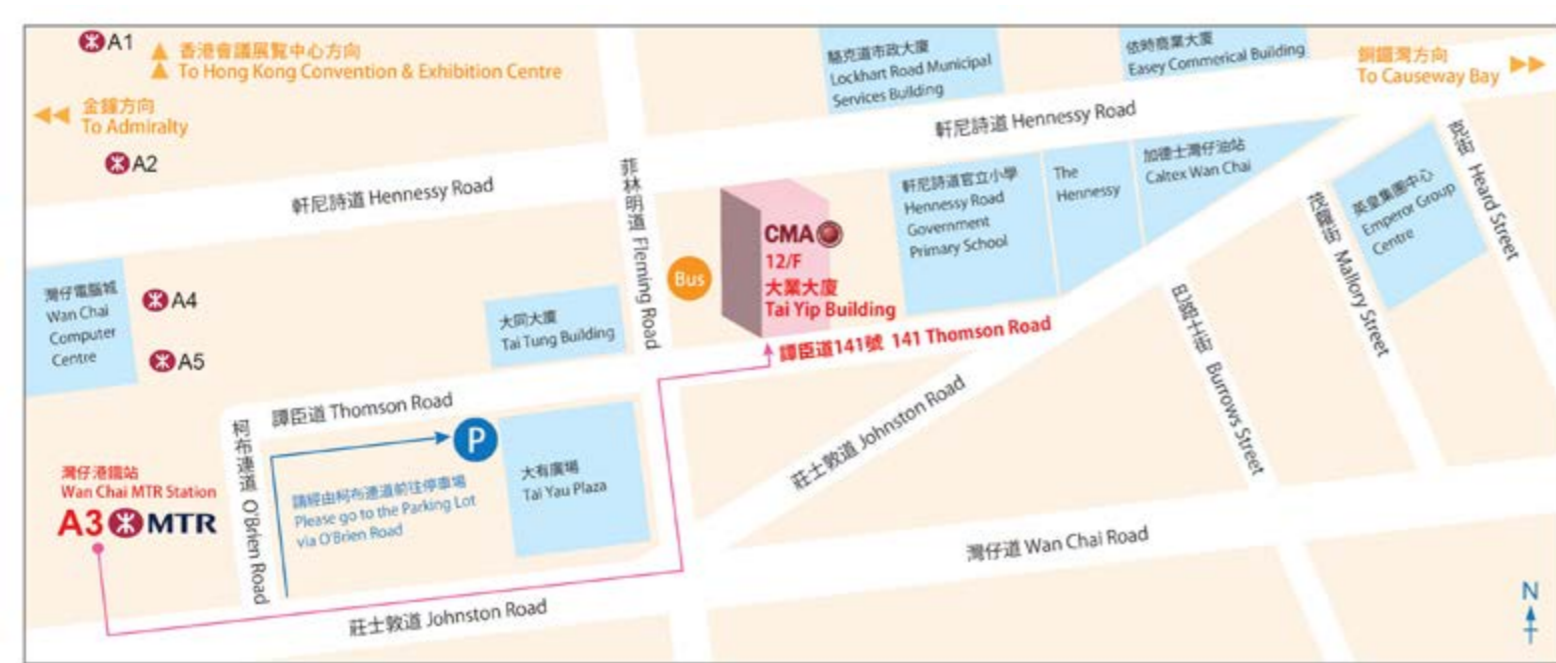 A1
香港會議展覽中心方向
To Hong Kong Convention & Exhibition Centre
金鐘方向
To Admiralty
A2
駱克道市政大廈
Lockhart Road Municipal
Services Building
依時商業大廈
Easey Commerical Building
銅鑼灣方向
To Causeway Bay
軒尼詩道 Hennessy Road
軒尼詩道 Hennessy Road
菲林明道 Fleming Road
Bus
CMA
12/F
大業大廈
Tai Yip Building
軒尼詩道官立小學
Hennessy Road
Government
Primary School
The
Hennessy
加德士灣仔油站
Caltex Wan Chai
英皇集團中心
Emperor Group
Centre
Heard Street
Mallory Street
Burrows Street
灣仔電腦城
Wan Chai
Computer
Centre
A4
A5
大同大廈
Tai Tung Building
譚臣道141號 141 Thomson Road
譚臣道 Thomson Road
柯布連道 O'Brien Road
P
請經由柯布連道前往停車場
Please go to the Parking Lot
via O'Brien Road
大有廣場
Tai Yau Plaza
灣仔港鐵站
Wan Chai MTR Station
A3 MTR
莊士敦道 Johnston Road
莊士敦道 Johnston Road
灣仔道 Wan Chai Road
N